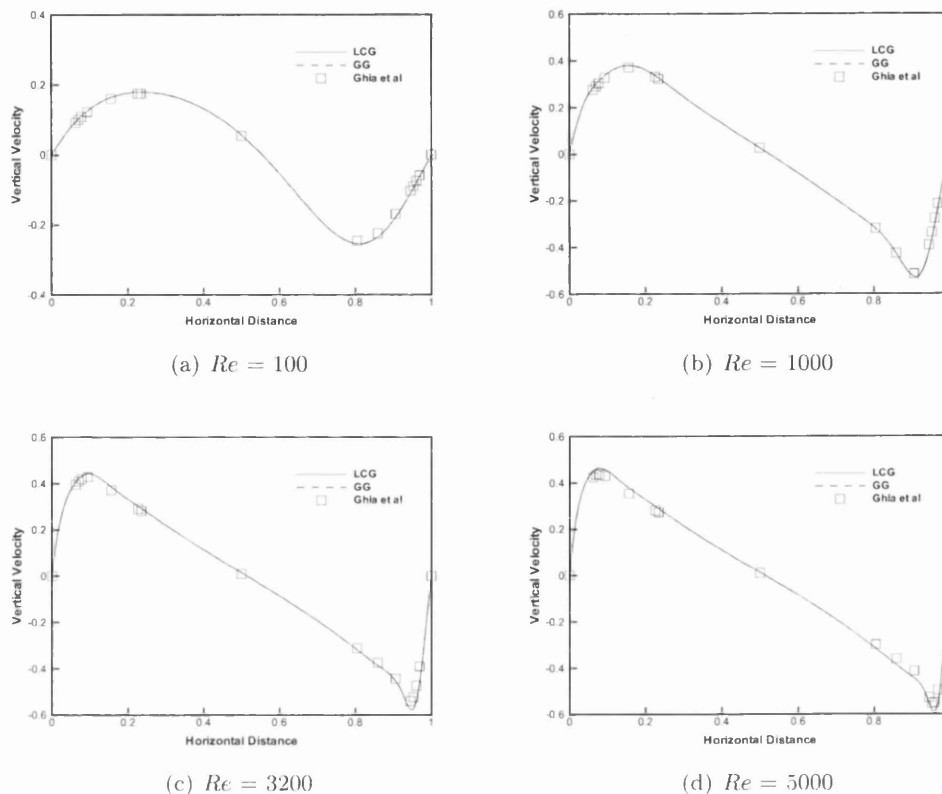 0.4
LCG
GG
Ghia et al
0.2
Vertical Velocity
0
-0.2
-0.4
0 0.2 0.4 0.6 0.8 1
Horizontal Distance
(a) Re = 100
0.6
LCG
GG
Ghia et al
0.4
0.2
Vertical Velocity
0
-0.2
-0.4
-0.6
0 0.2 0.4 0.6 0.8
Horizontal Distance
(b) Re = 1000
0.6
LCG
GG
Ghia et al
0.4
0.2
Vertical Velocity
0
-0.2
-0.4
-0.6
0 0.2 0.4 0.6 0.8 1
Horizontal Distance
(c) Re = 3200
0.6
LCG
GG
Ghia et al
0.4
0.2
Vertical Velocity
0
-0.2
-0.4
-0.6
0 0.2 0.4 0.6 0.8
Horizontal Distance
(d) Re = 5000